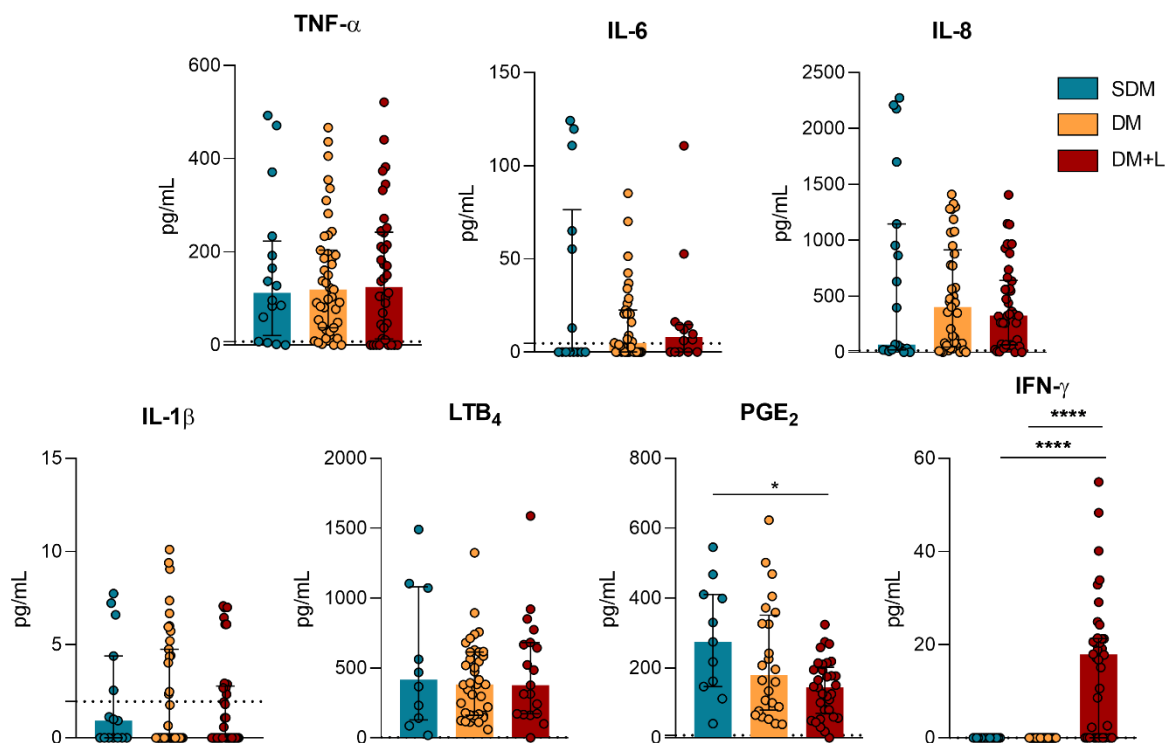 TNF-α
IL-6
IL-8
600
400
200
0
pg/mL
150
100
50
0
pg/mL
2500
2000
1500
1000
500
0
pg/mL
SDM
DM
DM+L
IL-1β
LTB₄
PGE₂
IFN-γ
15
10
5
0
pg/mL
2000
1500
1000
500
0
pg/mL
800
600
400
200
0
pg/mL
*
60
40
20
0
pg/mL
****
****